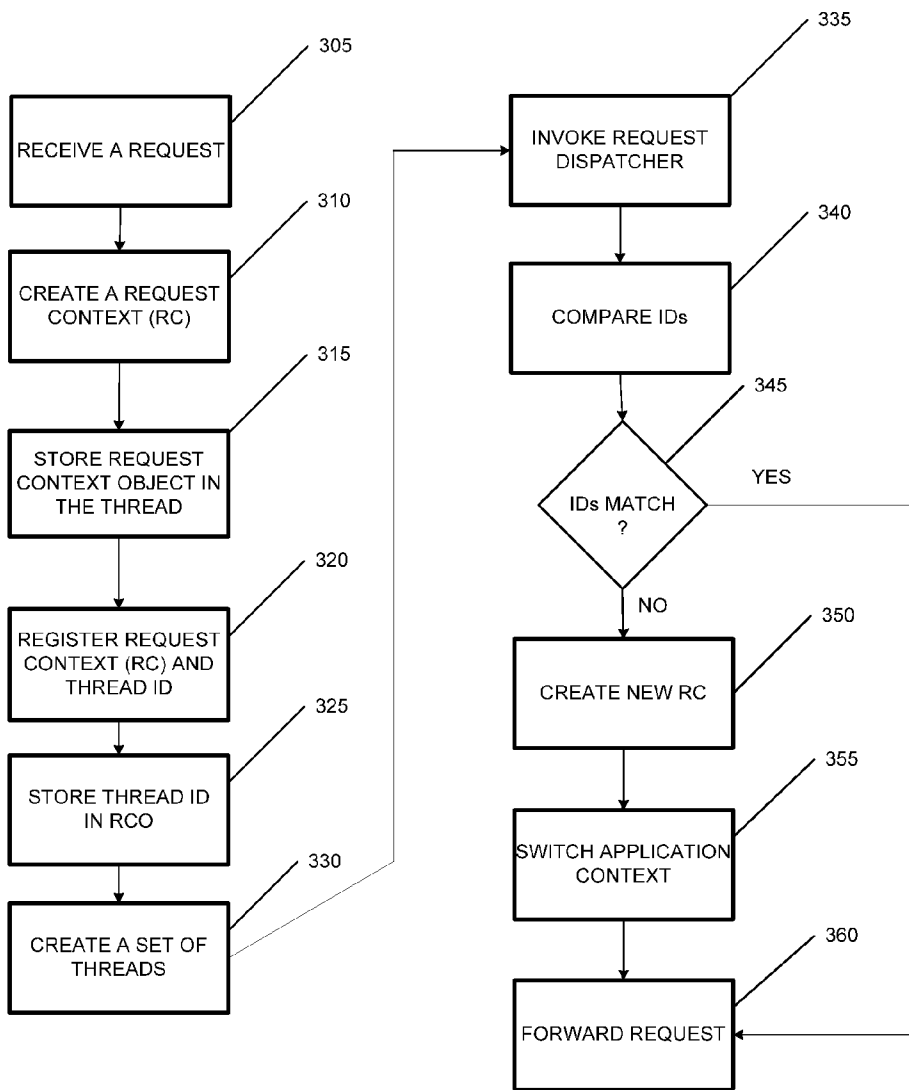 305
RECEIVE A REQUEST
310
CREATE A REQUEST
CONTEXT (RC)
315
STORE REQUEST
CONTEXT OBJECT IN
THE THREAD
320
REGISTER REQUEST
CONTEXT (RC) AND
THREAD ID
325
STORE THREAD ID
IN RCO
330
CREATE A SET OF
THREADS
335
INVOKE REQUEST
DISPATCHER
340
COMPARE IDs
345
IDs MATCH
?
YES
NO
350
CREATE NEW RC
355
SWITCH APPLICATION
CONTEXT
360
FORWARD REQUEST